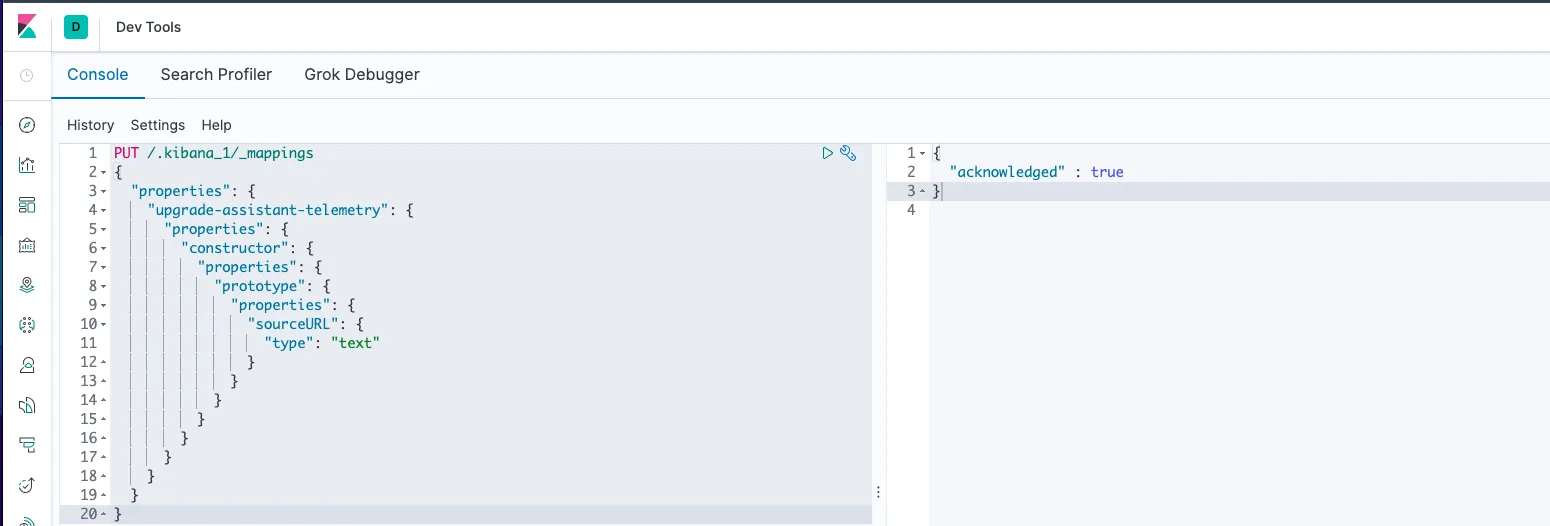 D Dev Tools
Console Search Profiler Grok Debugger
History Settings Help
1 PUT /.kibana_1/_mappings
2 {
3 "properties": {
4 "upgrade-assistant-telemetry": {
5 "properties": {
6 "constructor": {
7 "properties": {
8 "prototype": {
9 "properties": {
10 "sourceURL": {
11 "type": "text"
12 }
13 }
14 }
15 }
16 }
17 }
18 }
19 }
20 }
1 {
2 "acknowledged" : true
3 }
4